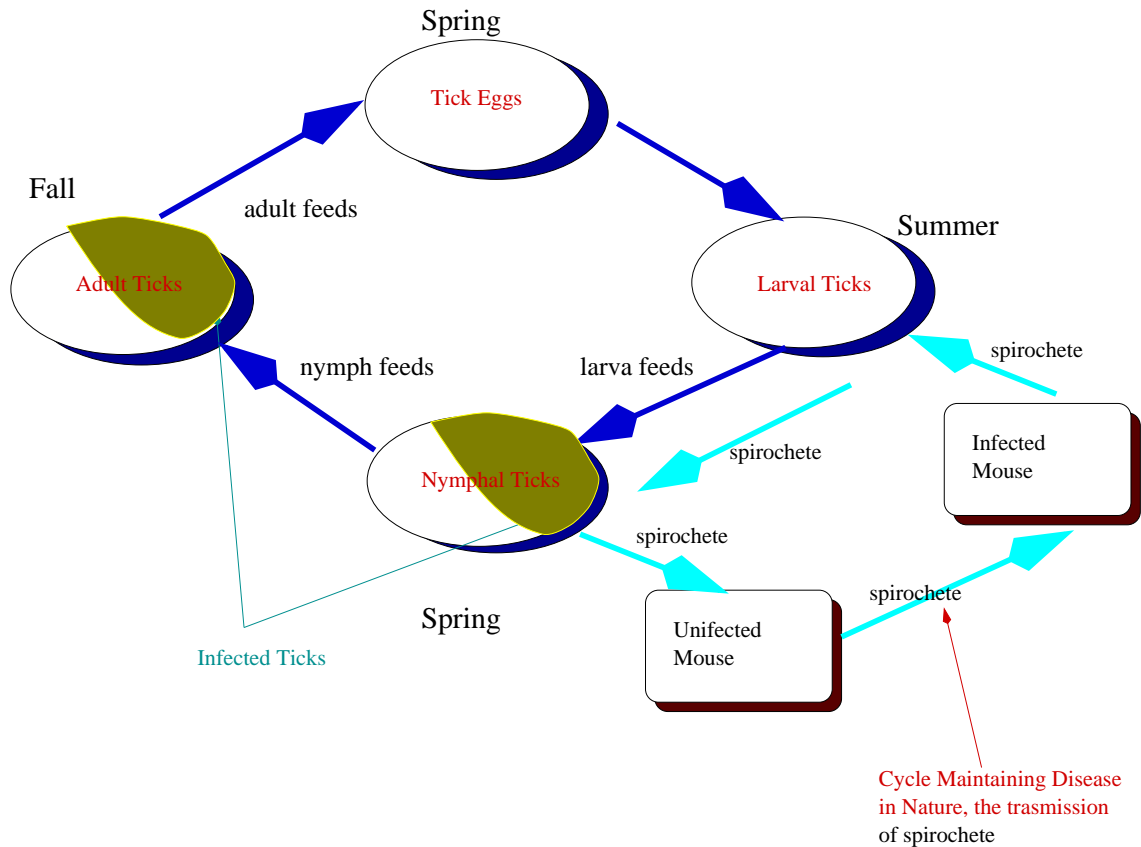 Spring
Tick Eggs
Fall
adult feeds
Summer
Adult Ticks
Larval Ticks
spirochete
nymph feeds
larva feeds
Infected
Mouse
spirochete
Nymphal Ticks
spirochete
spirochete
Spring
Unifected
Mouse
Infected Ticks
Cycle Maintaining Disease
in Nature, the trasmission
of spirochete